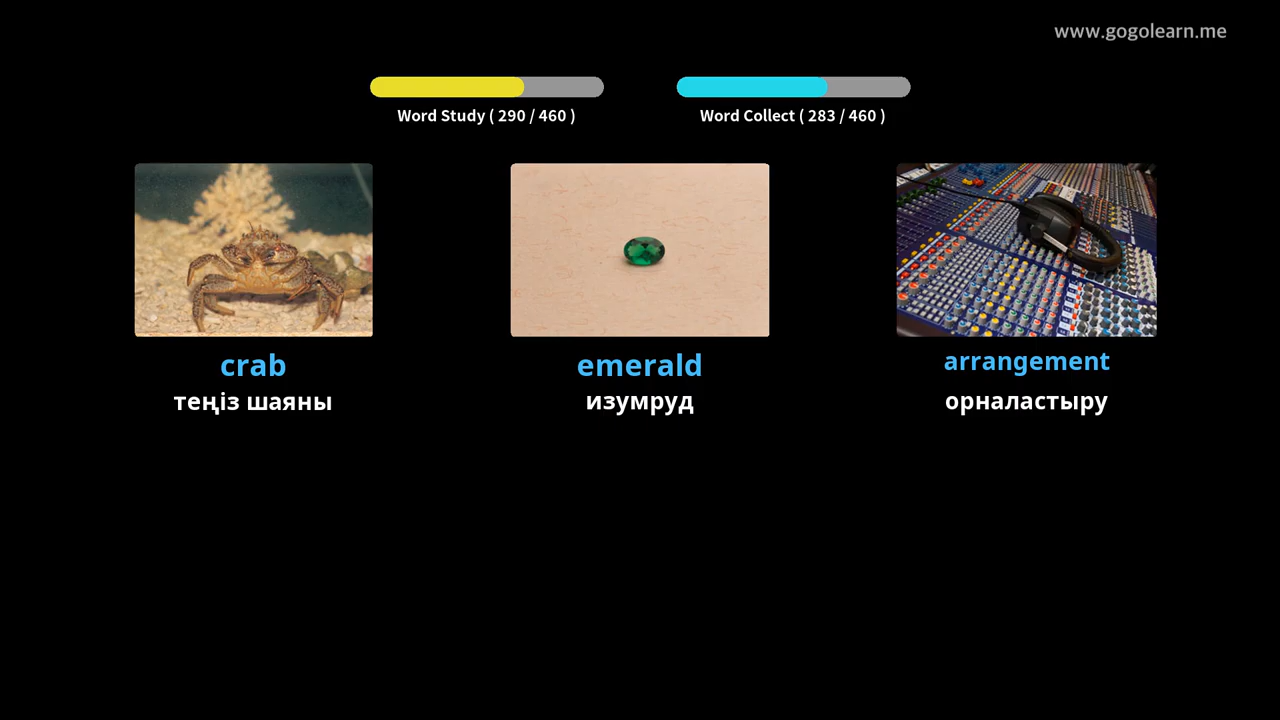 www.gogolearn.me
Word Study ( 290 / 460 )
Word Collect ( 283 / 460 )
crab
emerald
arrangement
теңіз шаяны
изумруд
орналастыру